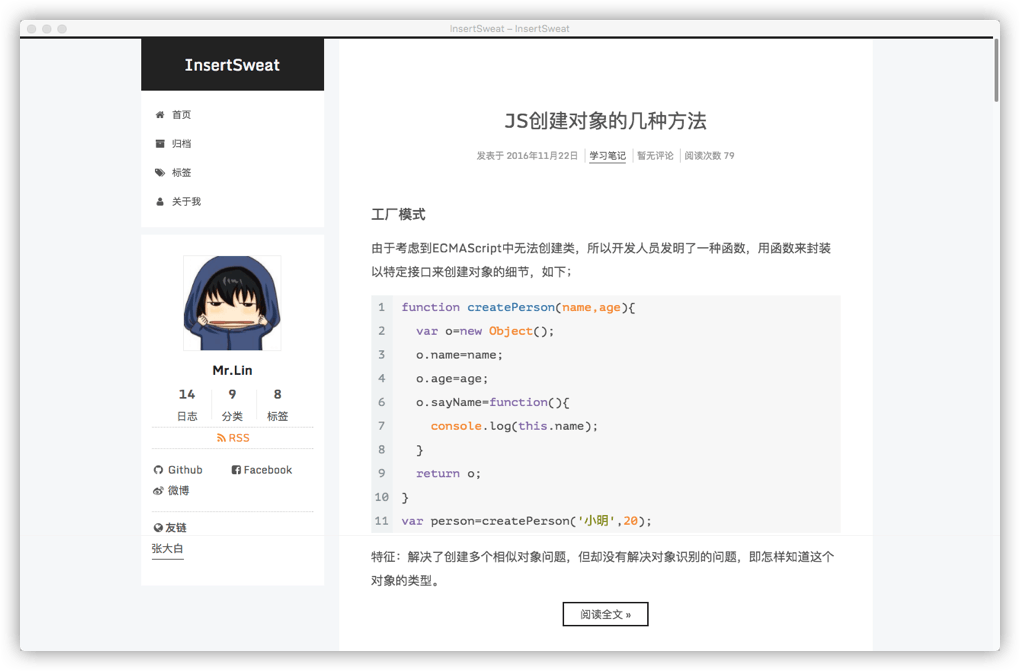 InsertSweat – InsertSweat
InsertSweat
首页
归档
标签
关于我
Mr.Lin
14 9 8
日志 分类 标签
RSS
Github Facebook
微博
友链
张大白
JS创建对象的几种方法
发表于 2016年11月22日 学习笔记 暂无评论 阅读次数 79
工厂模式
由于考虑到ECMAScript中无法创建类，所以开发人员发明了一种函数，用函数来封装
以特定接口来创建对象的细节，如下；
1 function createPerson(name,age){
2 var o=new Object();
3 o.name=name;
4 o.age=age;
6 o.sayName=function(){
7 console.log(this.name);
8 }
9 return o;
10 }
11 var person=createPerson('小明',20);
特征：解决了创建多个相似对象问题，但却没有解决对象识别的问题，即怎样知道这个
对象的类型。
阅读全文 »